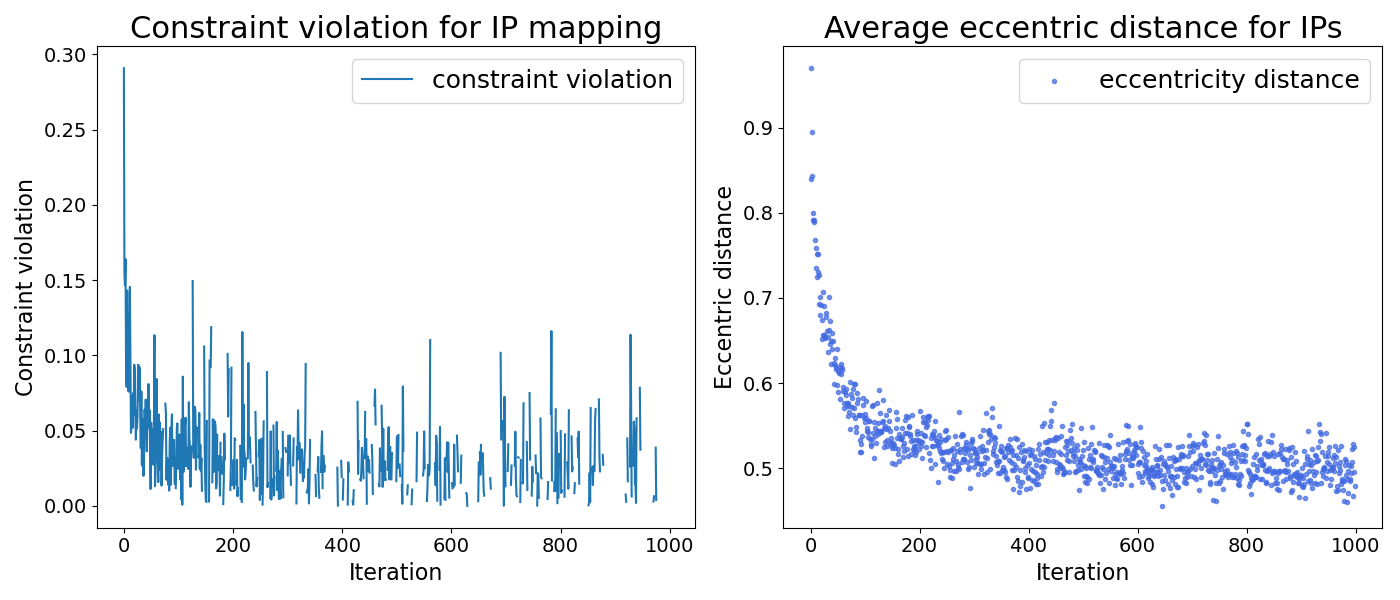 Constraint violation for IP mapping
constraint violation
Constraint violation
0.30
0.25
0.20
0.15
0.10
0.05
0.00
0 200 400 600 800 1000
Iteration
Average eccentric distance for IPs
eccentricity distance
Eccentric distance
0.9
0.8
0.7
0.6
0.5
0 200 400 600 800 1000
Iteration